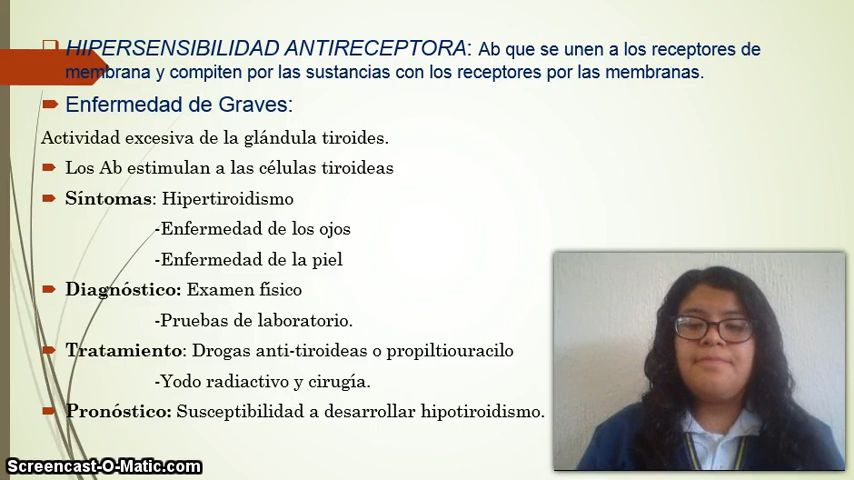 HIPERSENSIBILIDAD ANTIRECEPTORA: Ab que se unen a los receptores de
membrana y compiten por las sustancias con los receptores por las membranas.
Enfermedad de Graves:
Actividad excesiva de la glándula tiroides.
Los Ab estimulan a las células tiroideas
Síntomas: Hipertiroidismo
-Enfermedad de los ojos
-Enfermedad de la piel
Diagnóstico: Examen físico
-Pruebas de laboratorio.
Tratamiento: Drogas anti-tiroideas o propiltiouracilo
-Yodo radiactivo y cirugía.
Pronóstico: Susceptibilidad a desarrollar hipotiroidismo.
Screencast-O-Matic.com